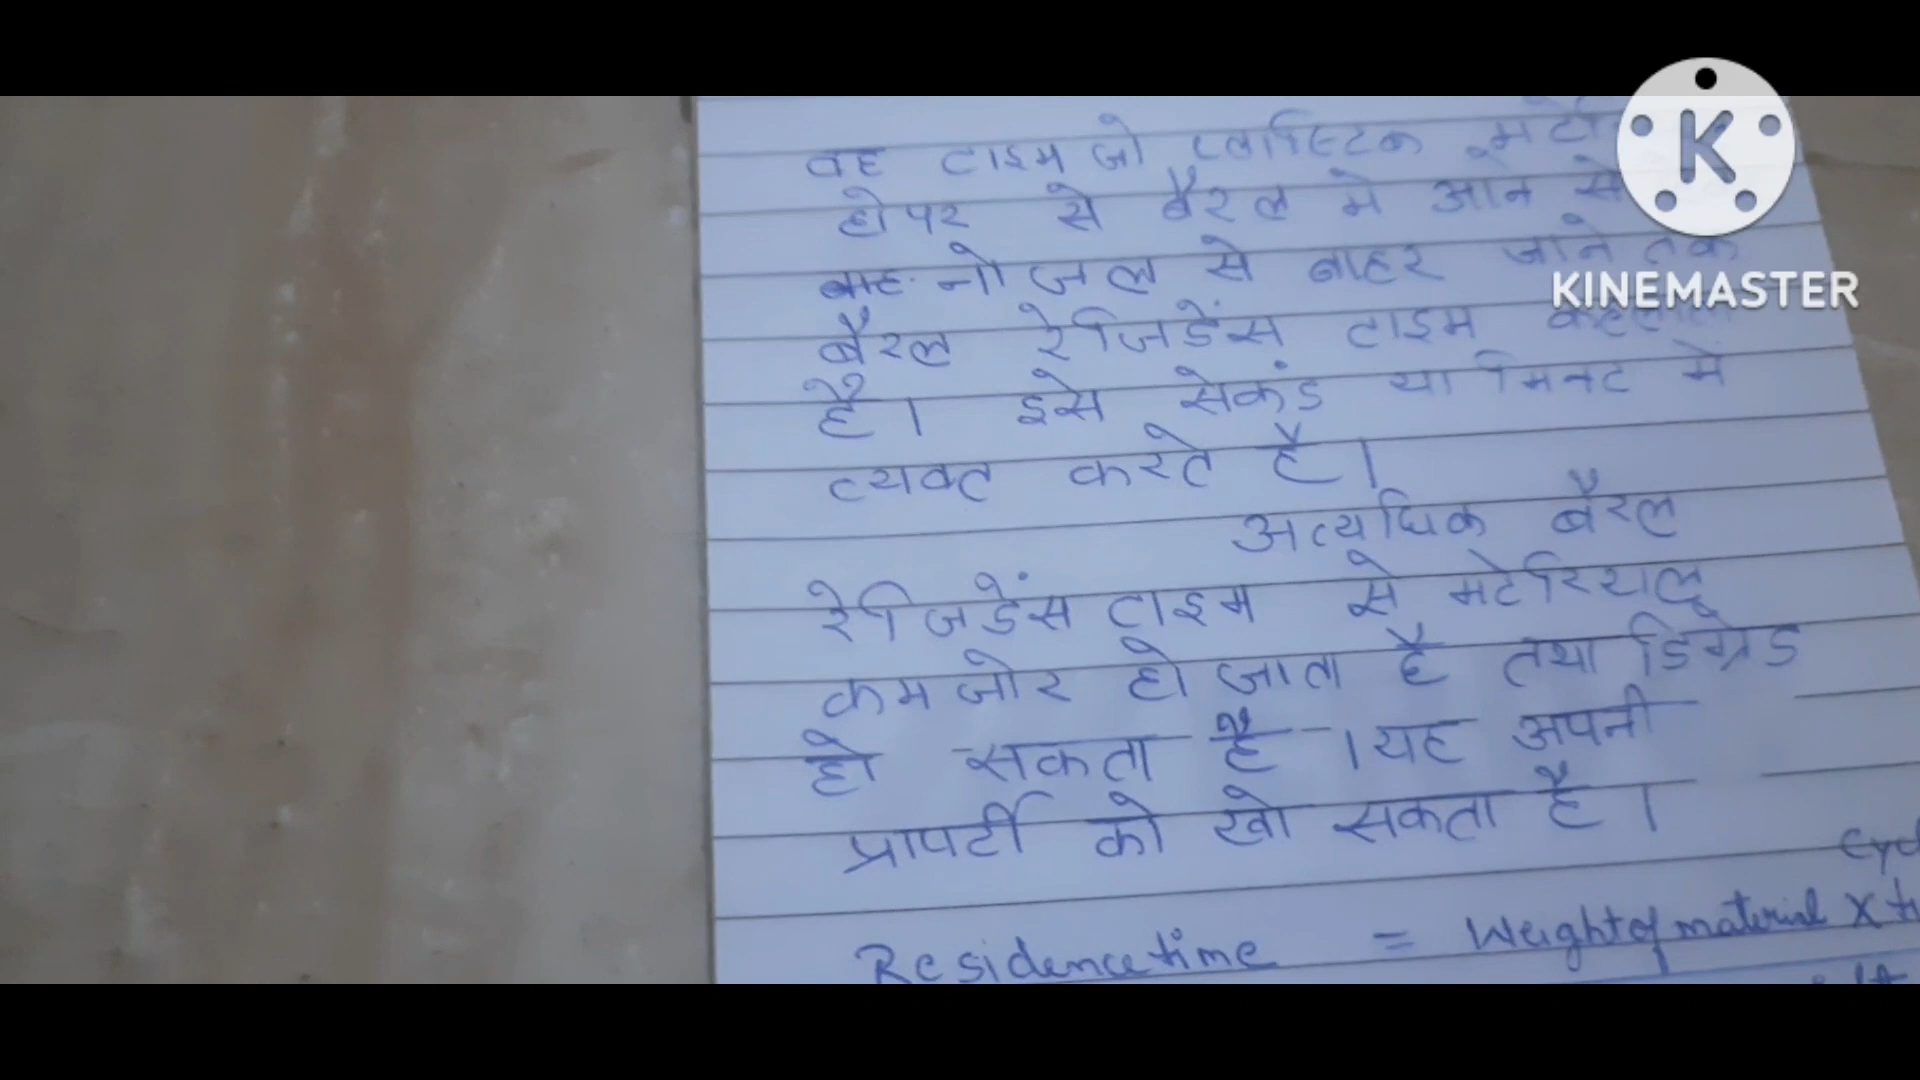 वह टाइम जो प्लास्टिक
होपर से बैरल मे आने से
नोजल से बाहर जाने तक
बैरल रेजिडेंस टाइम
है। इसे सेकंड या मिनट मे
व्यक्त करते है।
अत्यधिक बैरल
रेजिडेंस टाइम से मटेरियल
कमजोर हो जाता है तथा डिग्रेड
हो सकता है। यह अपनी
प्रापर्टी को खो सकता है।
Residence time = Weight of material X
K
KINEMASTER